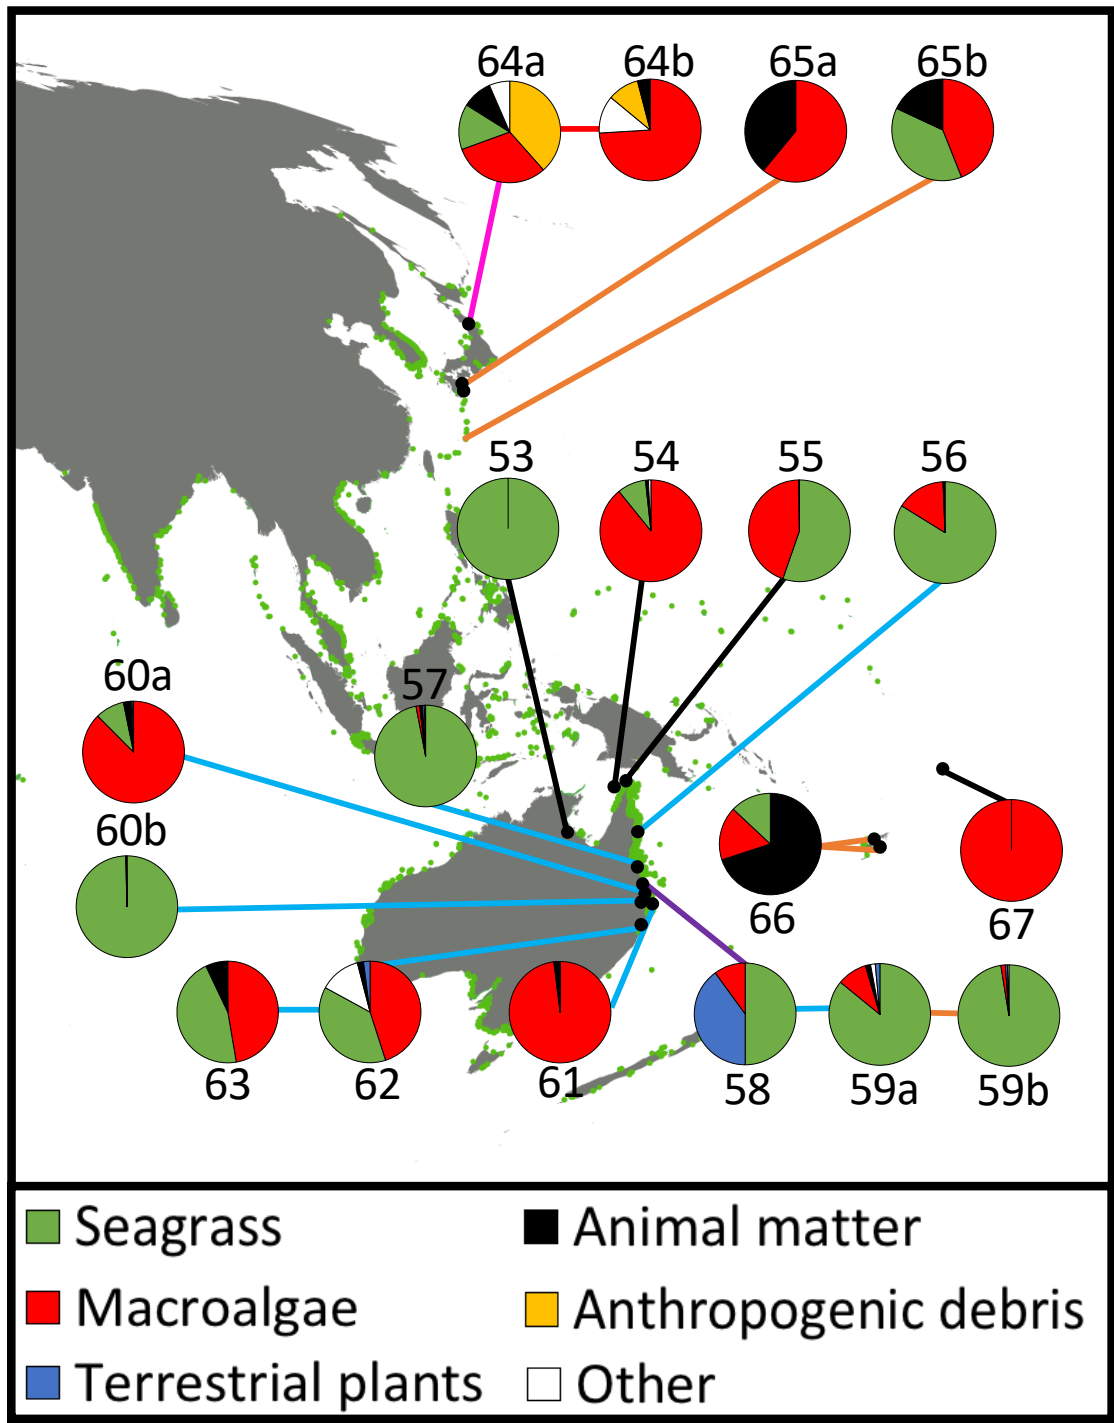 64a 64b 65a 65b
53 54 55 56
60a
57
60b
66
67
63 62 61 58 59a 59b
Seagrass
Animal matter
Macroalgae
Anthropogenic debris
Terrestrial plants
Other